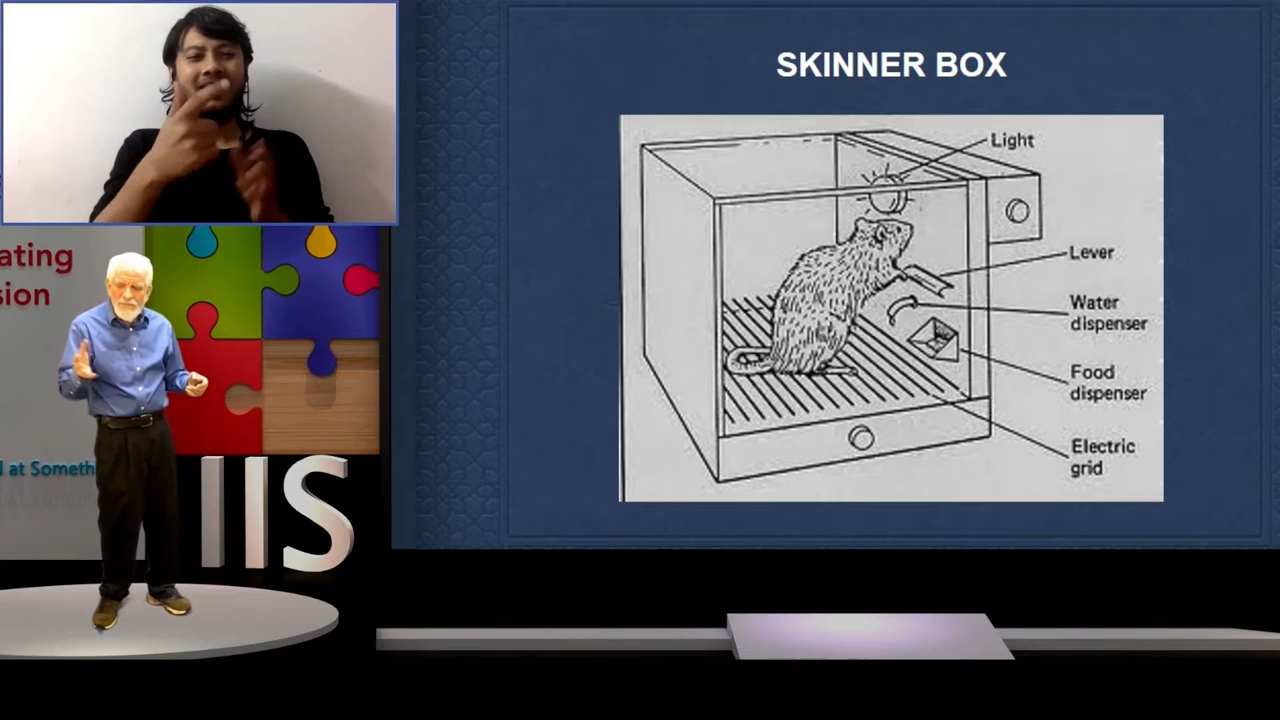 SKINNER BOX
Light
Lever
Water
dispenser
Food
dispenser
Electric
grid
ating
sion
at Someth
IIS